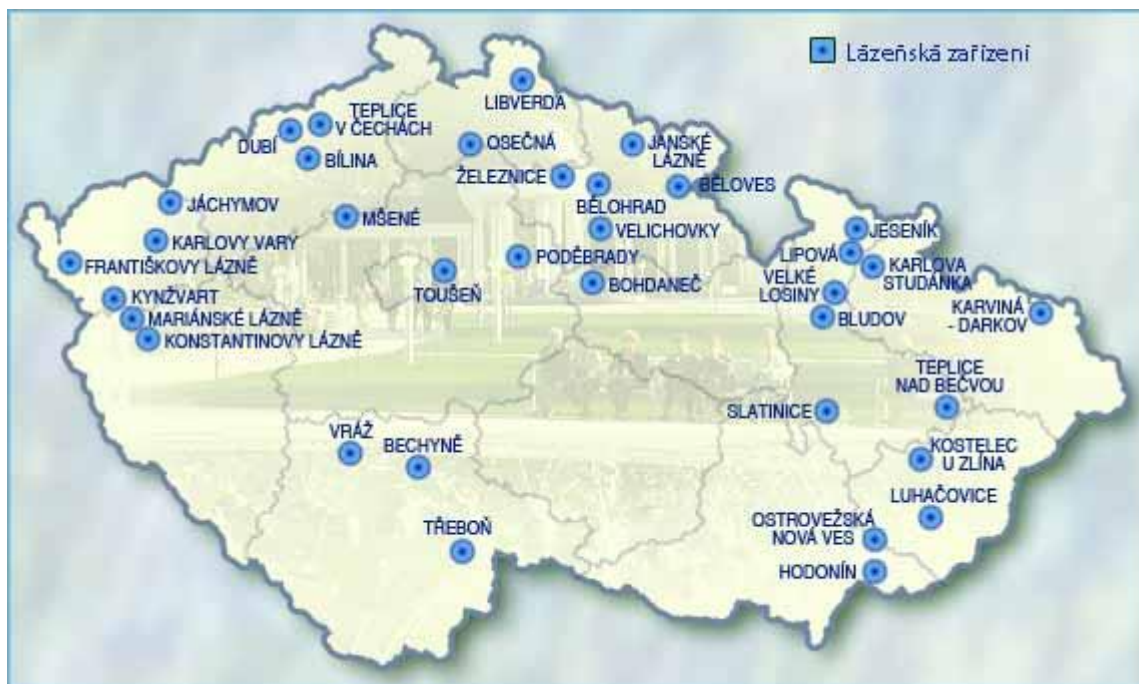 Lázeňská zařízení
LIBVERDA
TEPLICE
V ČECHÁCH
DUBÍ
BÍLINA
OSEČNÁ
JANSKÉ
LÁZNĚ
ŽELEZNICE
BĚLOVES
BĚLOHRAD
JÁCHYMOV
MŠENÉ
VELICHOVKY
JESENÍK
KARLOVY VARY
LIPOVÁ
FRANTIŠKOVY LÁZNĚ
PODĚBRADY
KARLOVA
STUDÁNKA
TOUŠEŇ
BOHDANEČ
VELKÉ
LOSINY
KYNŽVART
MARIÁNSKÉ LÁZNĚ
BLUDOV
KARVINÁ
- DARKOV
KONSTANTINOVY LÁZNĚ
TEPLICE
NAD BEČVOU
SLATINICE
VRÁŽ
BECHYNĚ
KOSTELEC
U ZLÍNA
LUHAČOVICE
TŘEBOŇ
OSTROVEŽSKÁ
NOVÁ VES
HODONÍN